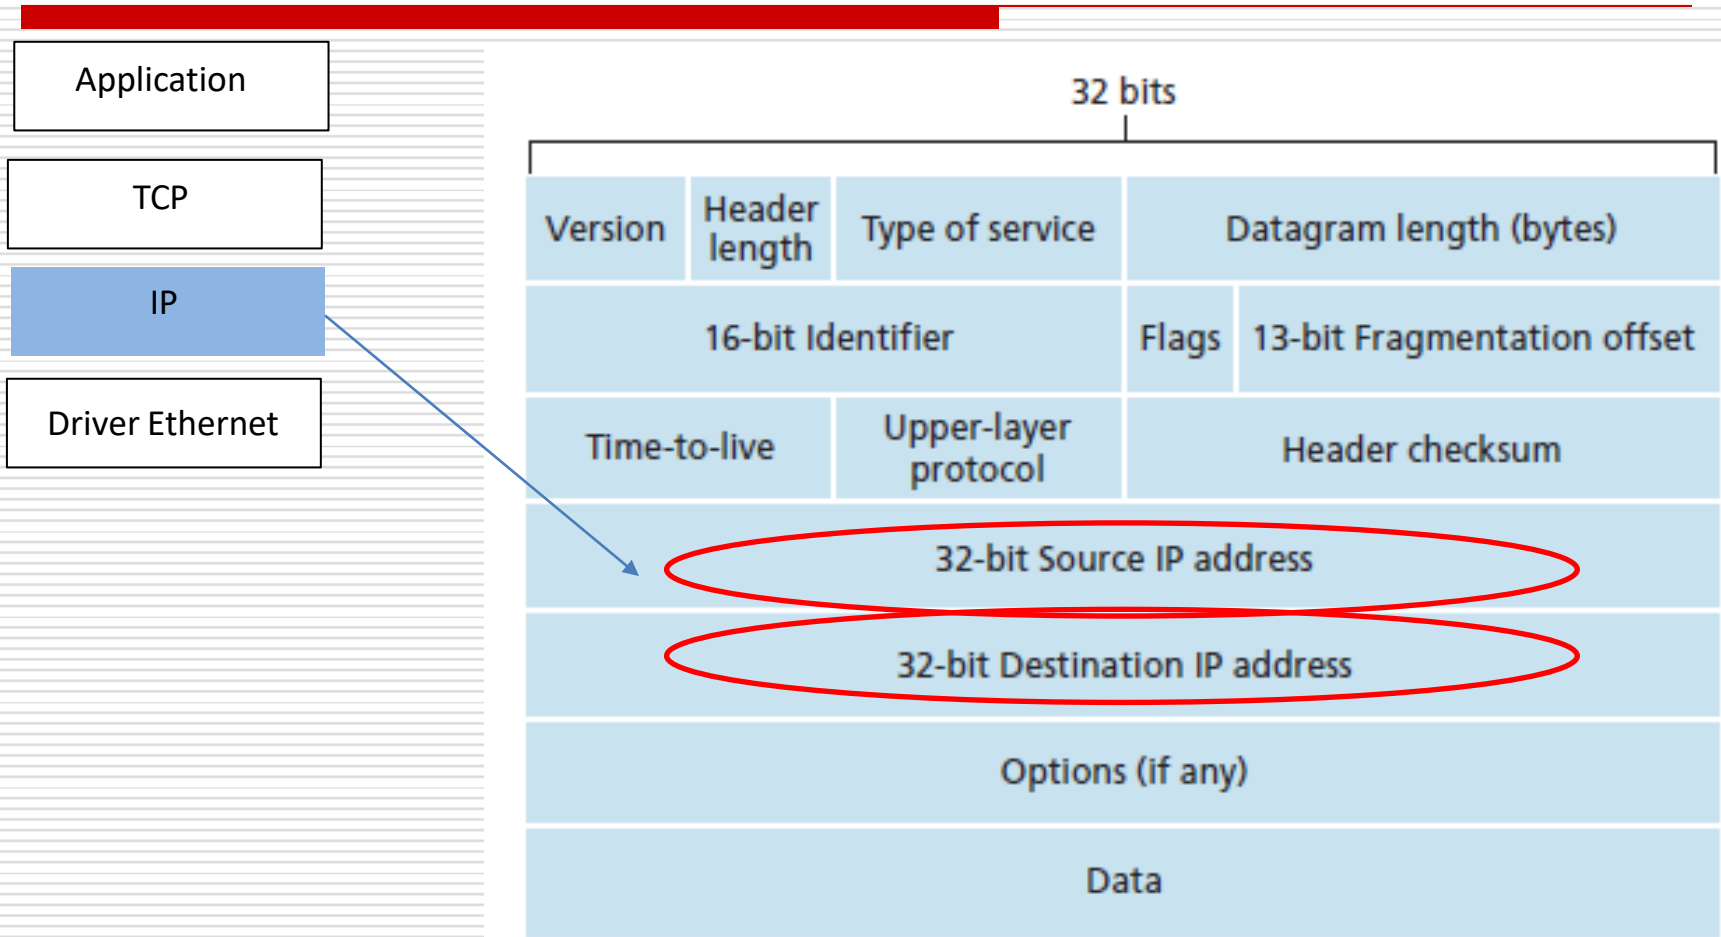 Application
TCP
IP
Driver Ethernet
32 bits
Version
Header
length
Type of service
Datagram length (bytes)
16-bit Identifier
Flags
13-bit Fragmentation offset
Time-to-live
Upper-layer
protocol
Header checksum
32-bit Source IP address
32-bit Destination IP address
Options (if any)
Data